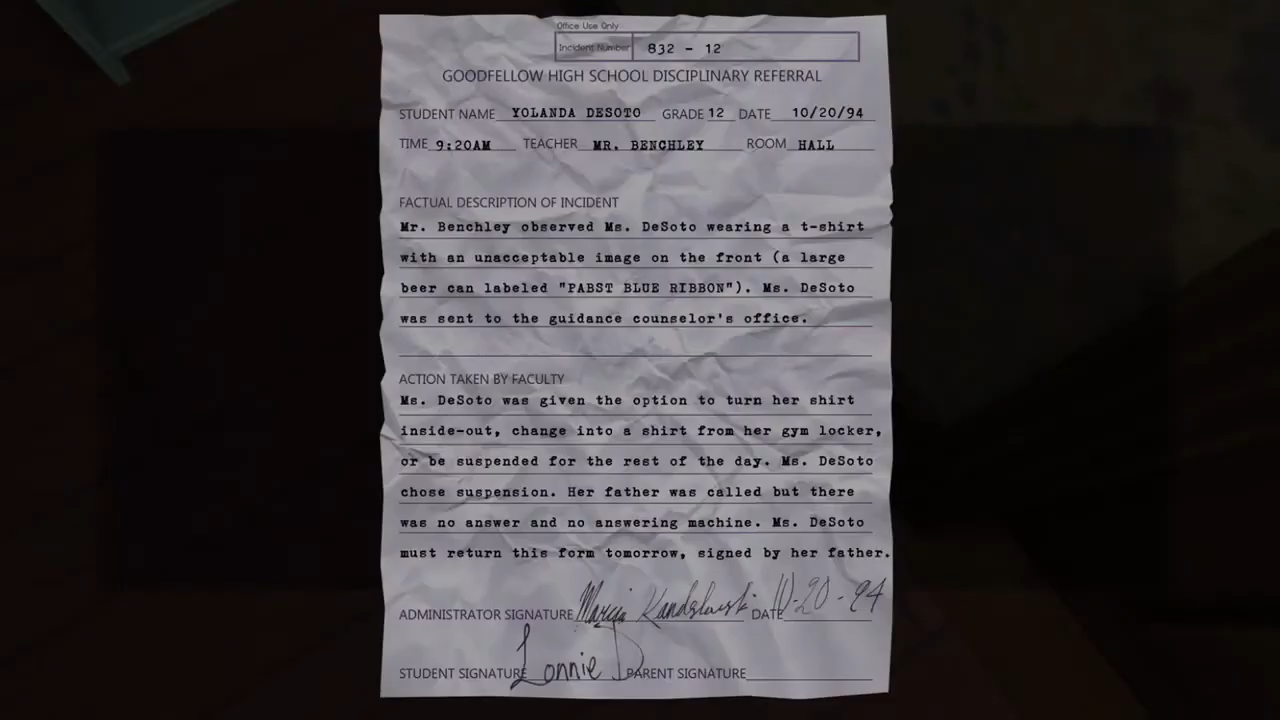 Office Use Only
Incident Number 832 - 12
GOODFELLOW HIGH SCHOOL DISCIPLINARY REFERRAL
STUDENT NAME YOLANDA DESOTO GRADE 12 DATE 10/20/94
TIME 9:20AM TEACHER MR. BENCHLEY ROOM HALL
FACTUAL DESCRIPTION OF INCIDENT
Mr. Benchley observed Ms. DeSoto wearing a t-shirt
with an unacceptable image on the front (a large
beer can labeled "PABST BLUE RIBBON"). Ms. DeSoto
was sent to the guidance counselor's office.
ACTION TAKEN BY FACULTY
Ms. DeSoto was given the option to turn her shirt
inside-out, change into a shirt from her gym locker,
or be suspended for the rest of the day. Ms. DeSoto
chose suspension. Her father was called but there
was no answer and no answering machine. Ms. DeSoto
must return this form tomorrow, signed by her father.
ADMINISTRATOR SIGNATURE Marcia DATE 10-20-94
STUDENT SIGNATURE Lonnie D PARENT SIGNATURE